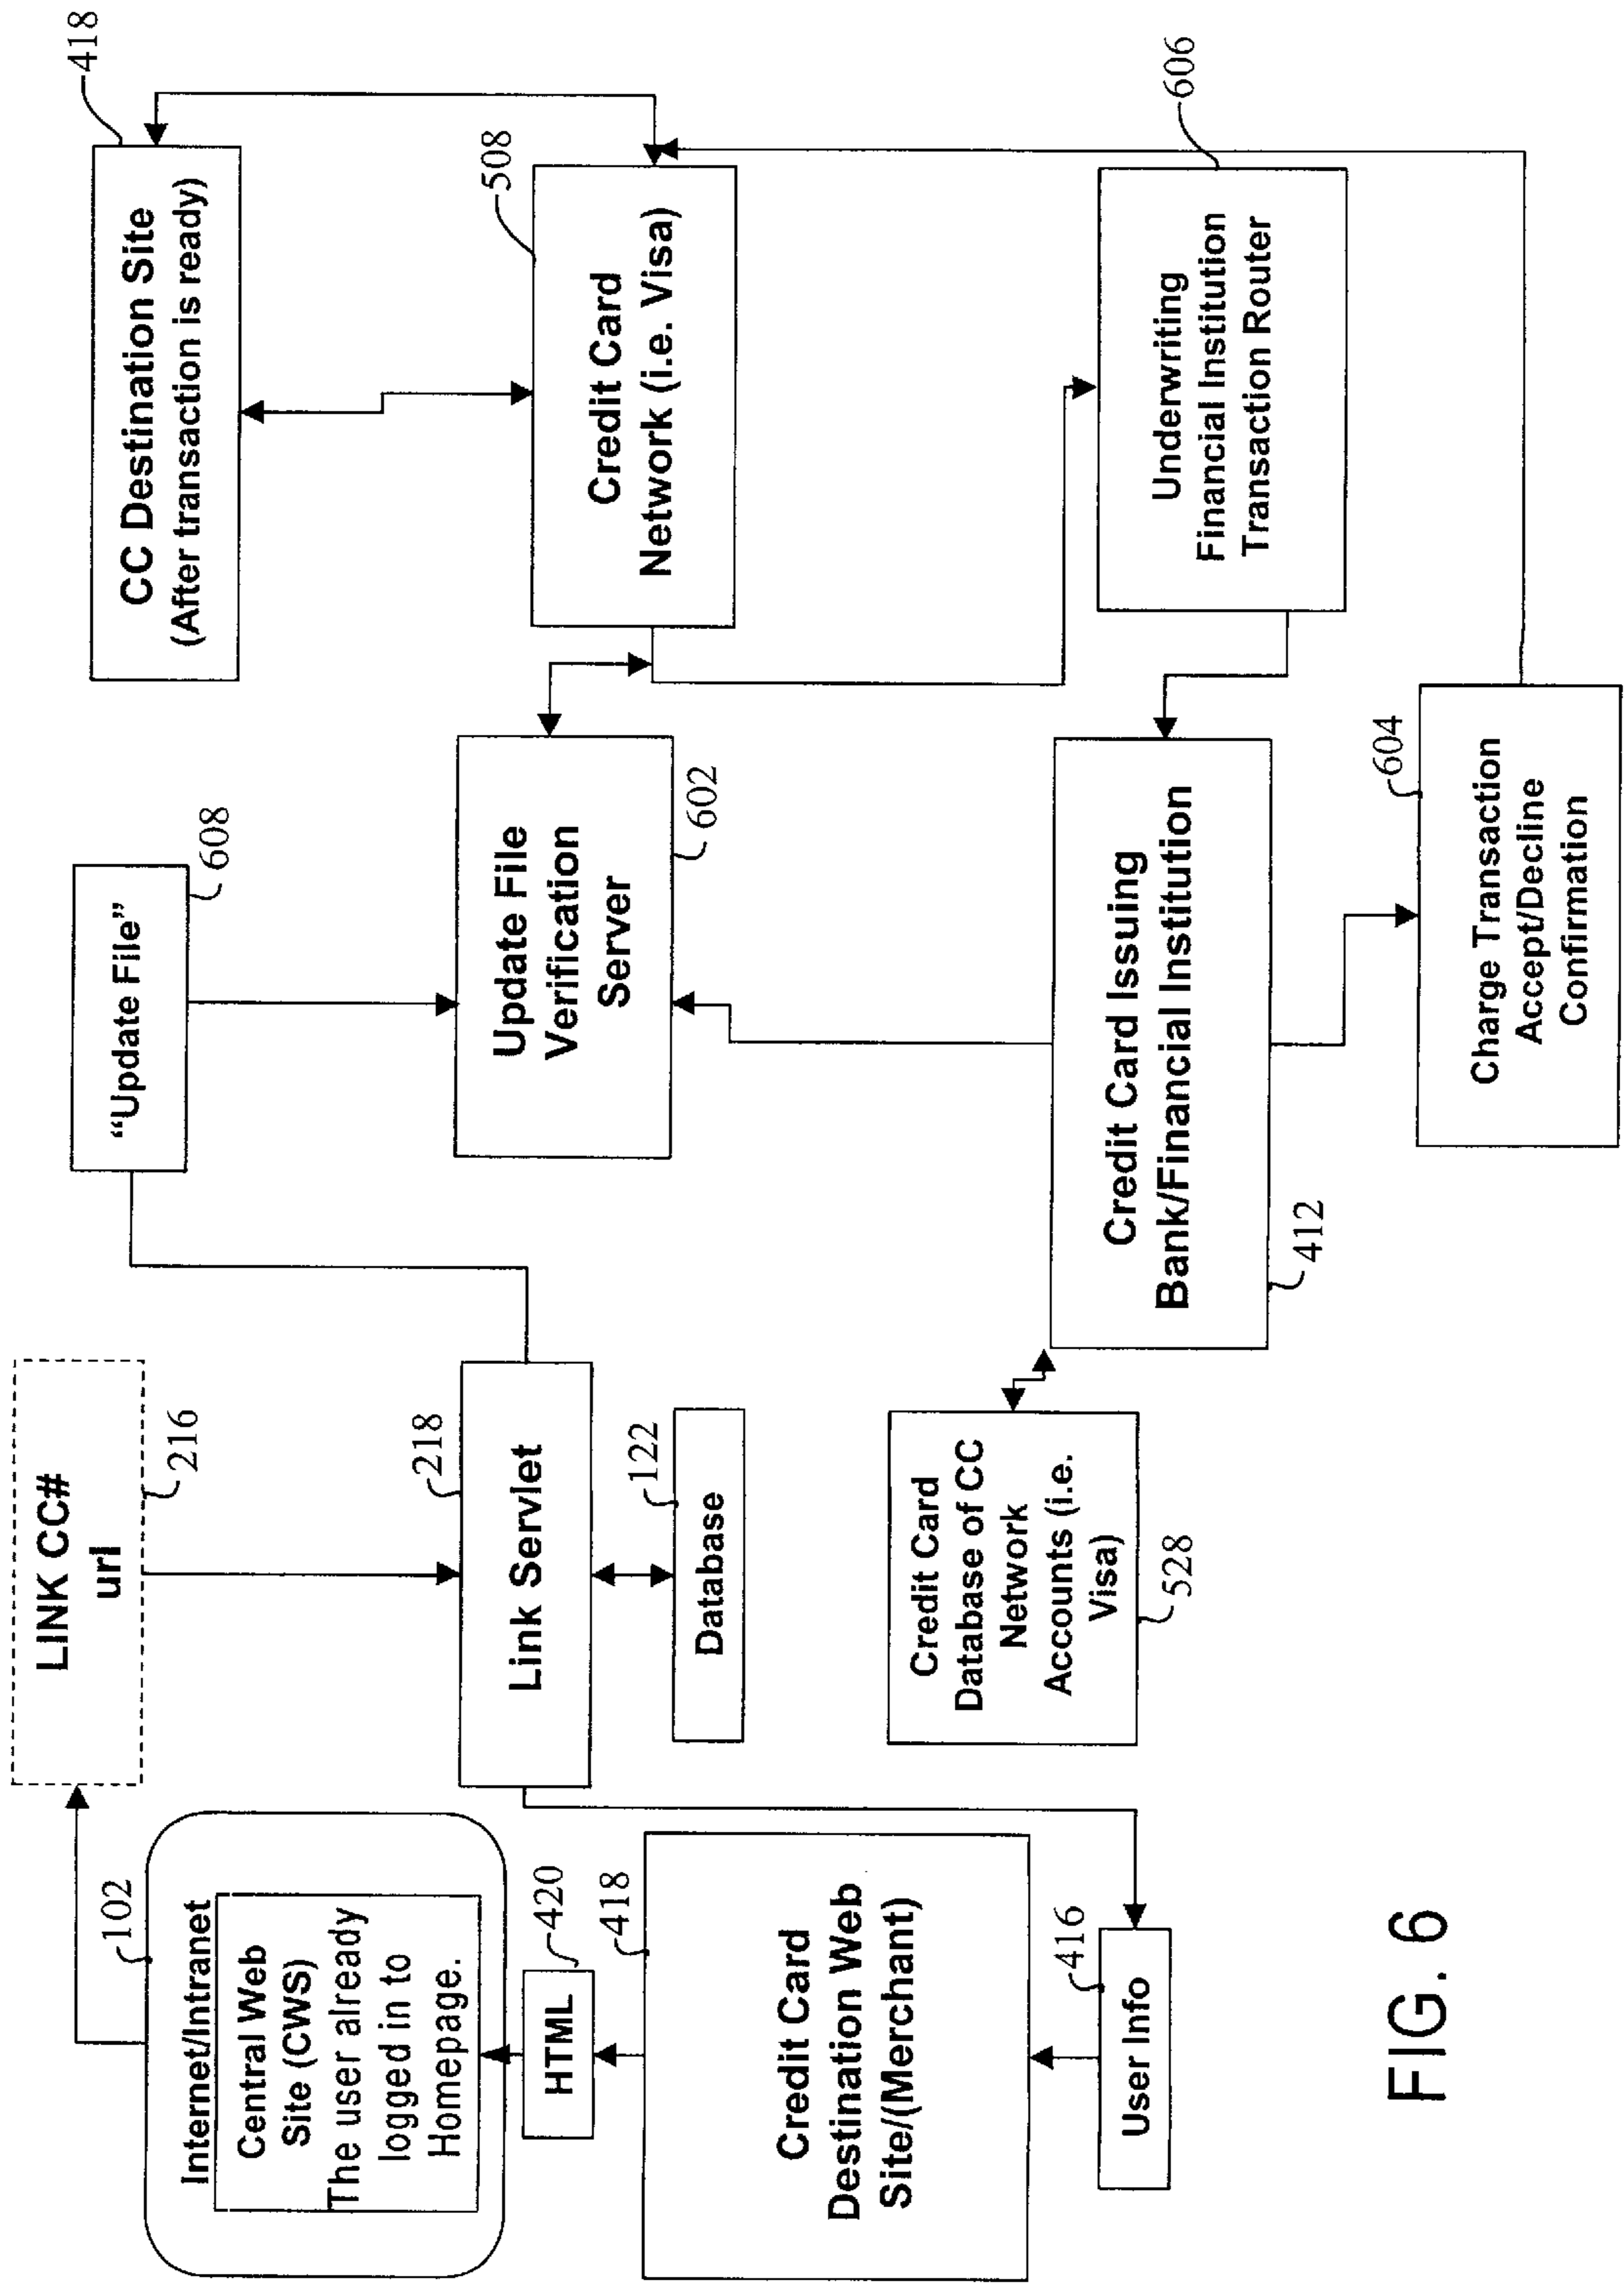 102
Internet/Intranet
Central Web
Site (CWS)
The user already
logged in to
Homepage.
420
HTML
418
Credit Card
Destination Web
Site/(Merchant)
416
User Info
LINK CC#
url
216
218
Link Servlet
122
Database
Credit Card
Database of CC
Network
Accounts (i.e.
Visa)
528
“Update File”
608
Update File
Verification
Server
602
Credit Card Issuing
Bank/Financial Institution
412
604
Charge Transaction
Accept/Decline
Confirmation
418
CC Destination Site
(After transaction is ready)
508
Credit Card
Network (i.e. Visa)
606
Underwriting
Financial Institution
Transaction Router
FIG. 6